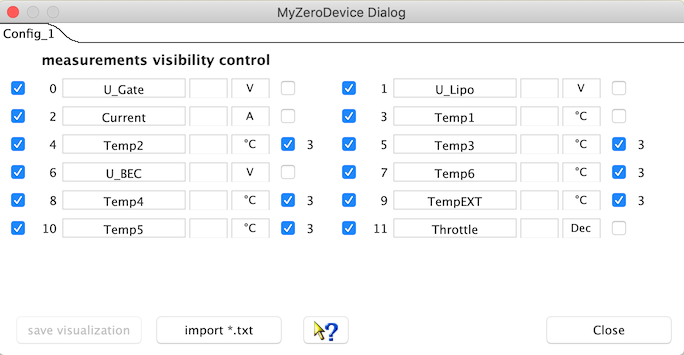 MyZeroDevice Dialog
Config_1
measurements visibility control
0 U_Gate V 1 U_Lipo V
2 Current A 3 Temp1 °C
4 Temp2 °C 3 5 Temp3 °C 3
6 U_BEC V 7 Temp6 °C 3
8 Temp4 °C 3 9 TempEXT °C 3
10 Temp5 °C 3 11 Throttle Dec
save visualization import *.txt ? Close